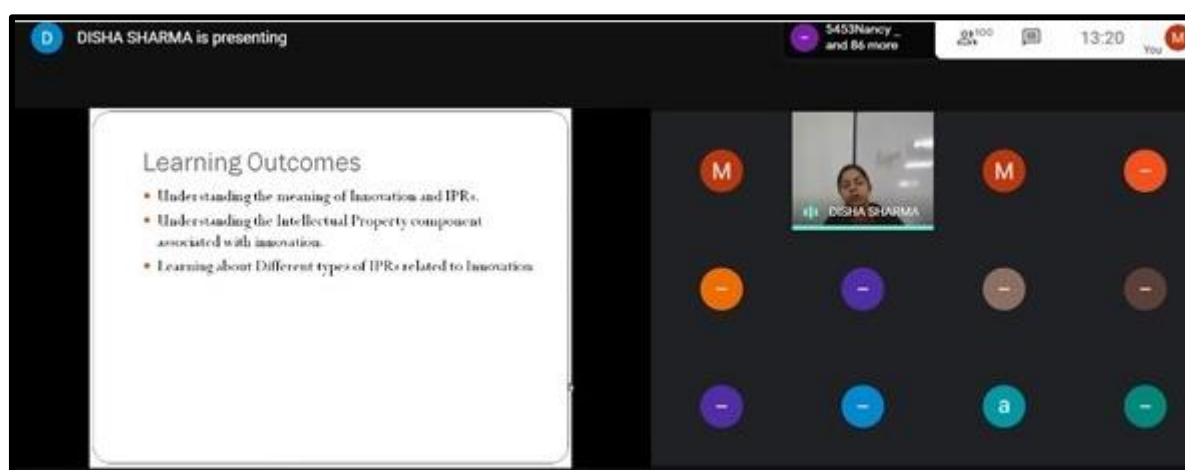 D DISHA SHARMA is presenting
5453Nancy _
and 86 more
100
13:20
You
M
Learning Outcomes
• Understanding the meaning of Innovation and IPRs.
• Understanding the Intellectual Property component
associated with innovation.
• Learning about Different types of IPRs related to Innovation
M
DISHA SHARMA
M
a